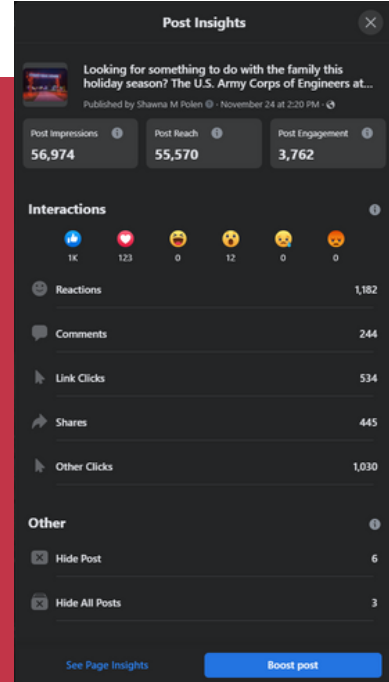 Post Insights
Looking for something to do with the family this
holiday season? The U.S. Army Corps of Engineers at...
Published by Shawna M Polen · November 24 at 2:20 PM ·
Post Impressions Post Reach Post Engagement
56,974 55,570 3,762
Interactions
1K 123 0 12 0 0
Reactions 1,182
Comments 244
Link Clicks 534
Shares 445
Other Clicks 1,030
Other
Hide Post 6
Hide All Posts 3
See Page Insights Boost post